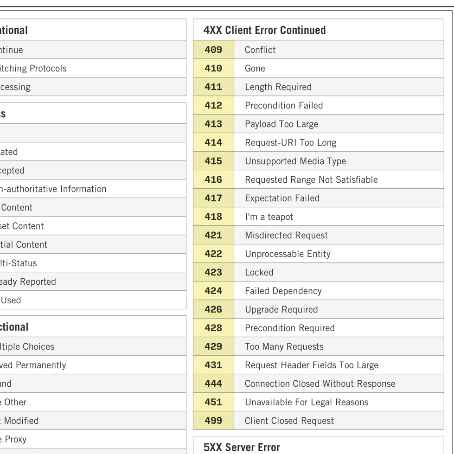 ntinue
tching Protocols
cessing
ated
cepted
n-authoritative Information
Content
set Content
tial Content
lti-Status
eady Reported
Used
ctional
ltiple Choices
ved Permanently
und
e Other
t Modified
e Proxy
4XX Client Error Continued
409 Conflict
410 Gone
411 Length Required
412 Precondition Failed
413 Payload Too Large
414 Request-URI Too Long
415 Unsupported Media Type
416 Requested Range Not Satisfiable
417 Expectation Failed
418 I'm a teapot
421 Misdirected Request
422 Unprocessable Entity
423 Locked
424 Failed Dependency
426 Upgrade Required
428 Precondition Required
429 Too Many Requests
431 Request Header Fields Too Large
444 Connection Closed Without Response
451 Unavailable For Legal Reasons
499 Client Closed Request
5XX Server Error